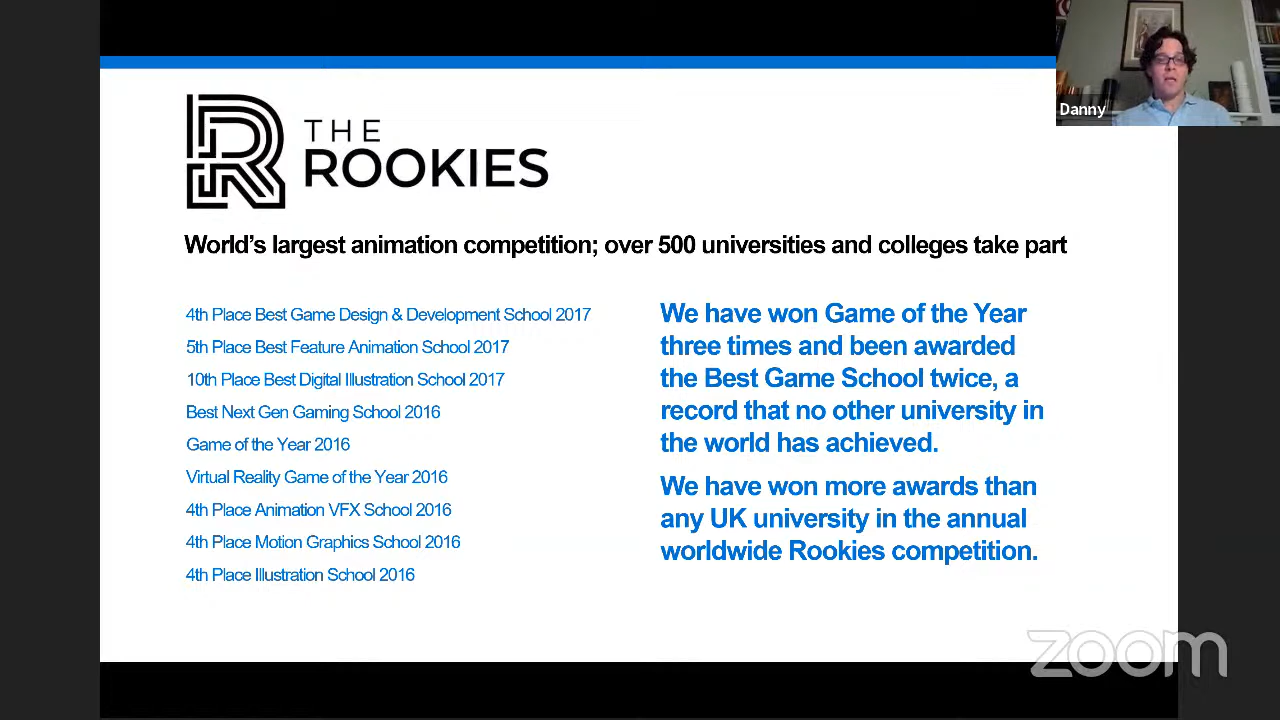 Danny
THE
ROOKIES
World's largest animation competition; over 500 universities and colleges take part
4th Place Best Game Design & Development School 2017
5th Place Best Feature Animation School 2017
10th Place Best Digital Illustration School 2017
Best Next Gen Gaming School 2016
Game of the Year 2016
Virtual Reality Game of the Year 2016
4th Place Animation VFX School 2016
4th Place Motion Graphics School 2016
4th Place Illustration School 2016
We have won Game of the Year
three times and been awarded
the Best Game School twice, a
record that no other university in
the world has achieved.
We have won more awards than
any UK university in the annual
worldwide Rookies competition.
zoom